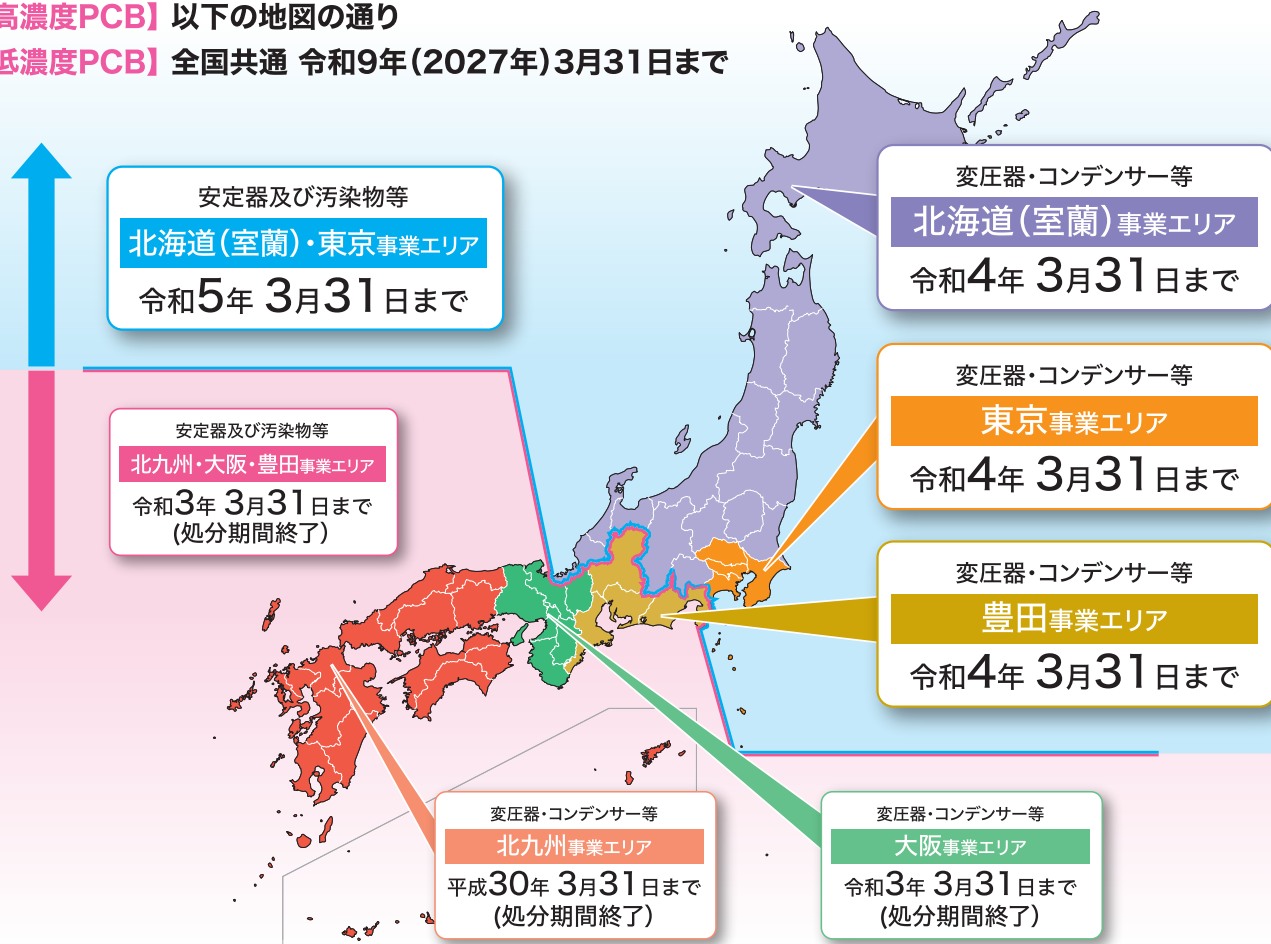 高濃度PCB】 以下の地図の通り
低濃度PCB】 全国共通 令和9年(2027年)3月31日まで
安定器及び汚染物等
北海道(室蘭)・東京事業エリア
令和5年 3月31日まで
変圧器・コンデンサー等
北海道(室蘭)事業エリア
令和4年 3月31日まで
変圧器・コンデンサー等
東京事業エリア
令和4年 3月31日まで
安定器及び汚染物等
北九州・大阪・豊田事業エリア
令和3年 3月31日まで
(処分期間終了)
変圧器・コンデンサー等
豊田事業エリア
令和4年 3月31日まで
変圧器・コンデンサー等
北九州事業エリア
平成30年 3月31日まで
(処分期間終了)
変圧器・コンデンサー等
大阪事業エリア
令和3年 3月31日まで
(処分期間終了)